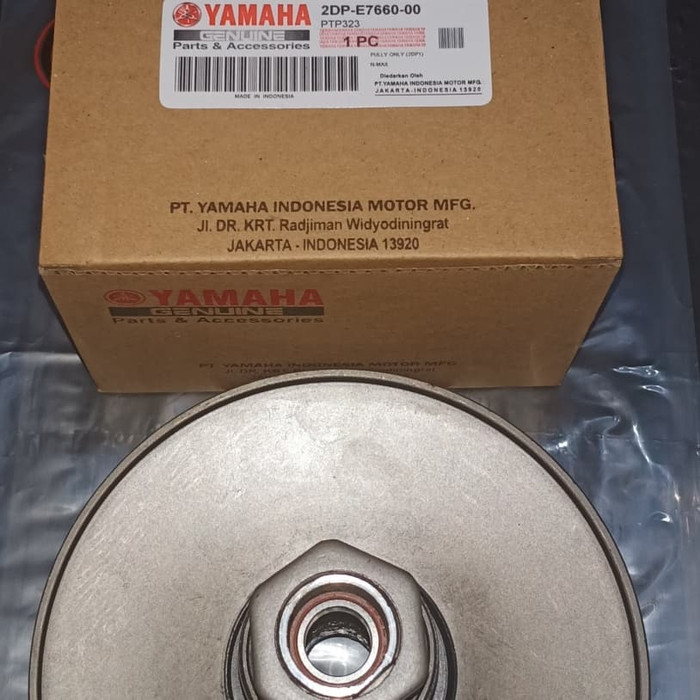 YAMAHA 2DP-E7660-00
GENUINE PTP323
Parts & Accessories 1 PC
PULLY ONLY (2DP1)
N-MAX
Diedarkan Oleh
PT.YAMAHA INDONESIA MOTOR MFG.
JAKARTA-INDONESIA 13920
MADE IN INDONESIA
PT. YAMAHA INDONESIA MOTOR MFG.
Jl. DR. KRT. Radjiman Widyodiningrat
JAKARTA - INDONESIA 13920
YAMAHA
GENUINE
Parts & Accessories
PT. YAMAHA INDONESIA MOTOR MFG.